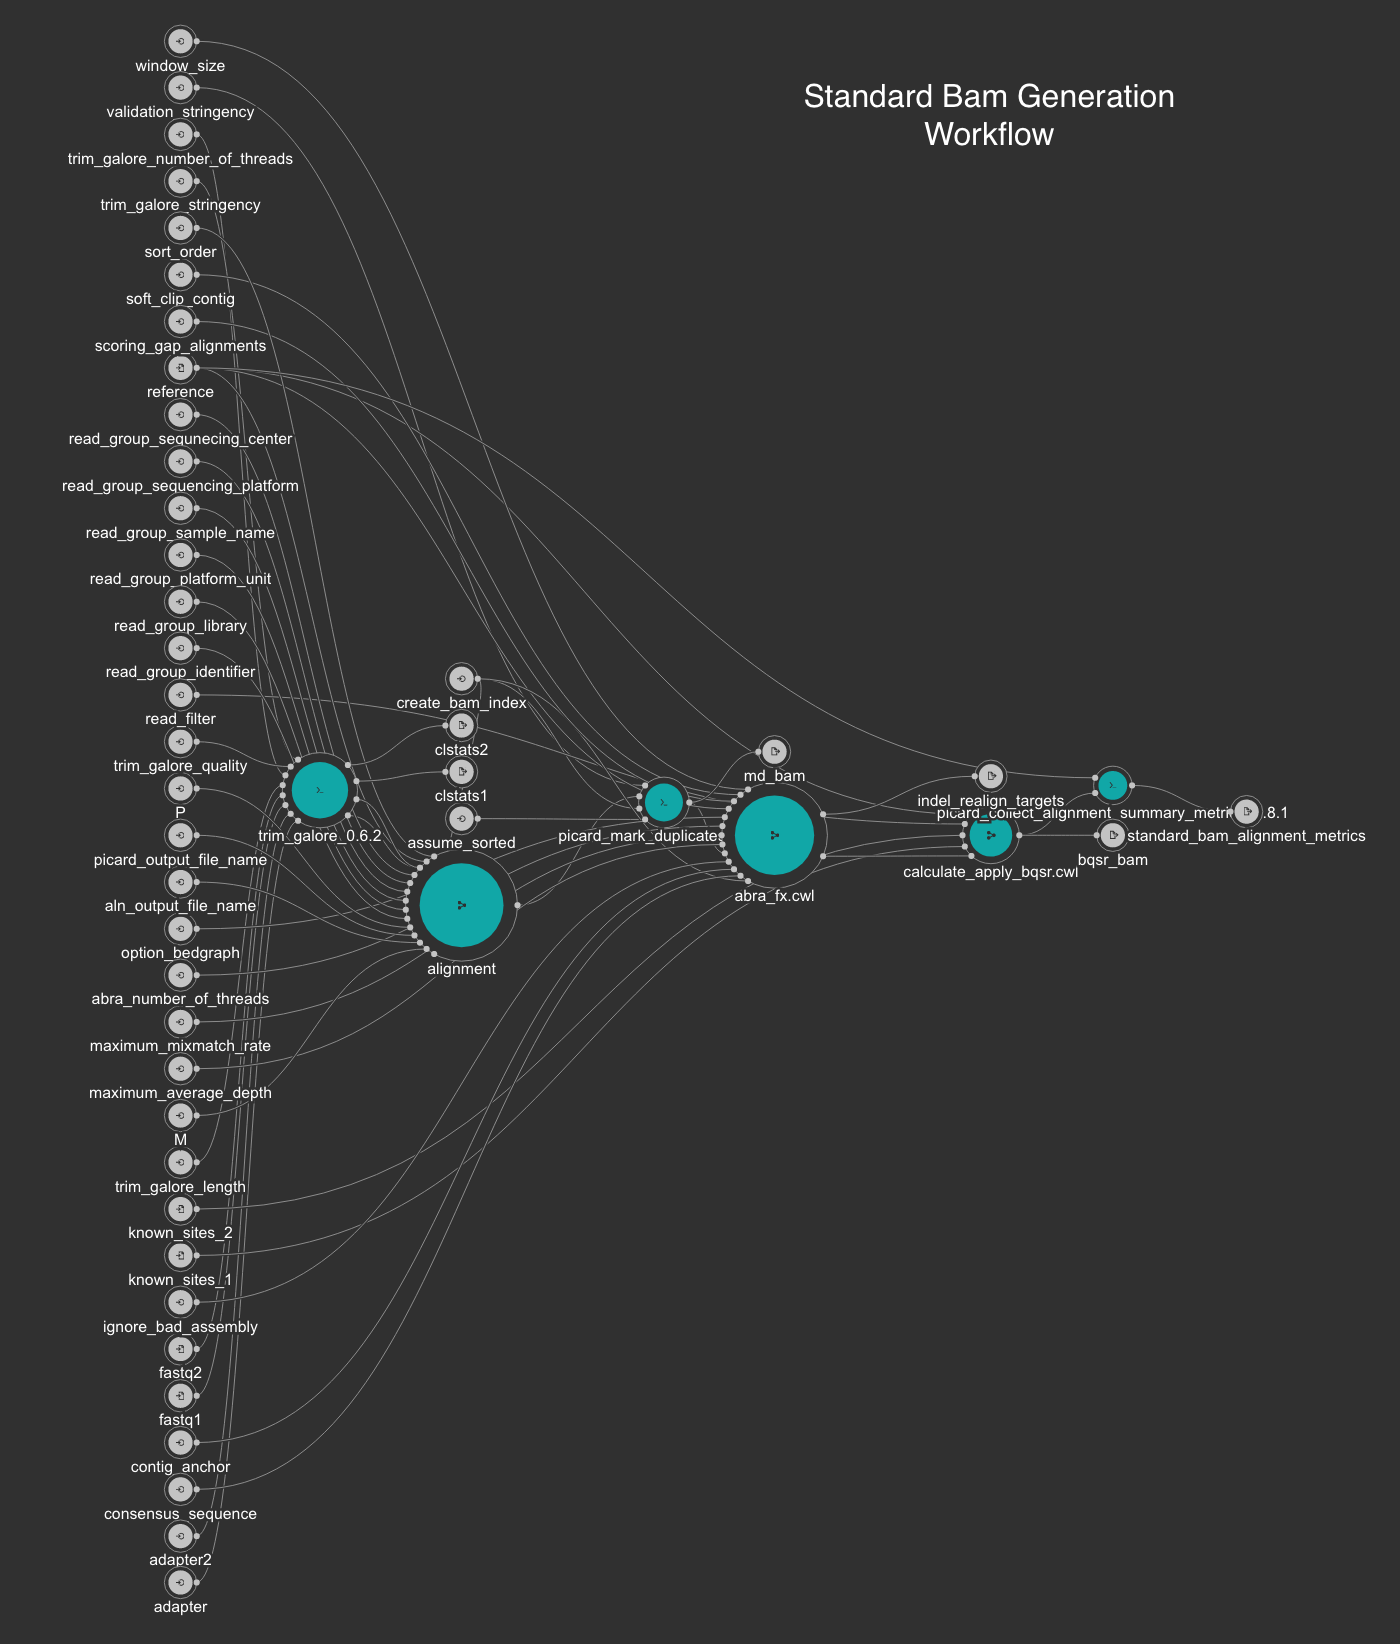 Standard Bam Generation
Workflow
window_size
validation_stringency
trim_galore_number_of_threads
trim_galore_stringency
sort_order
soft_clip_contig
scoring_gap_alignments
reference
read_group_sequnecing_center
read_group_sequencing_platform
read_group_sample_name
read_group_platform_unit
read_group_library
read_group_identifier
read_filter
trim_galore_quality
P
picard_output_file_name
aln_output_file_name
option_bedgraph
abra_number_of_threads
maximum_mixmatch_rate
maximum_average_depth
M
trim_galore_length
known_sites_2
known_sites_1
ignore_bad_assembly
fastq2
fastq1
contig_anchor
consensus_sequence
adapter2
adapter
trim_galore_0.6.2
create_bam_index
clstats2
clstats1
assume_sorted
alignment
picard_mark_duplicate
md_bam
abra_fx.cwl
indel_realign_targets
picard_collect_alignment_summary_metri
.8.1
calculate_apply_bqsr.cwl
bqsr_bam
standard_bam_alignment_metrics